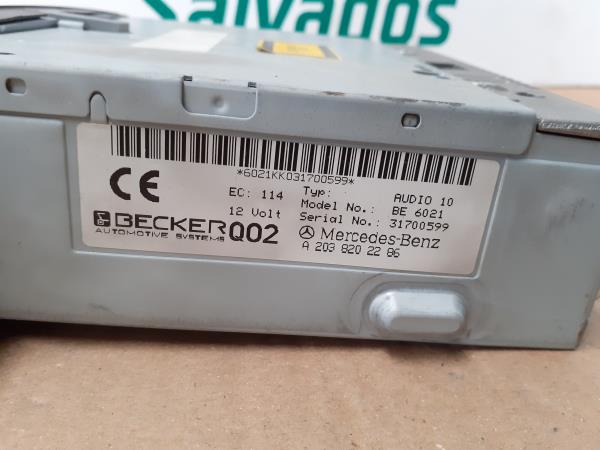 Salvados
*6021KK031700599*
CE EC: 114 Typ: AUDIO 10
12 Volt Model No.: BE 6021
Serial No.: 31700599
BECKER Q02 Mercedes-Benz
AUTOMOTIVE SYSTEMS A 203 820 22 86